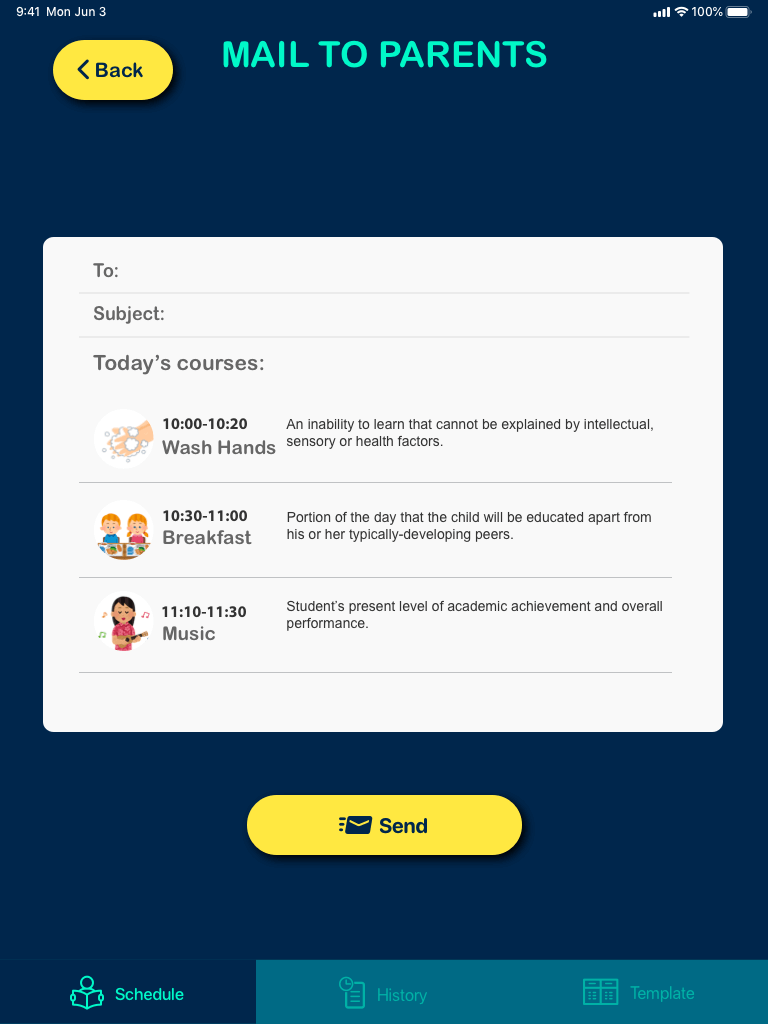 9:41 Mon Jun 3
100%
Back
MAIL TO PARENTS
To:
Subject:
Today's courses:
10:00-10:20
Wash Hands
An inability to learn that cannot be explained by intellectual,
sensory or health factors.
10:30-11:00
Breakfast
Portion of the day that the child will be educated apart from
his or her typically-developing peers.
11:10-11:30
Music
Student's present level of academic achievement and overall
performance.
Send
Schedule
History
Template